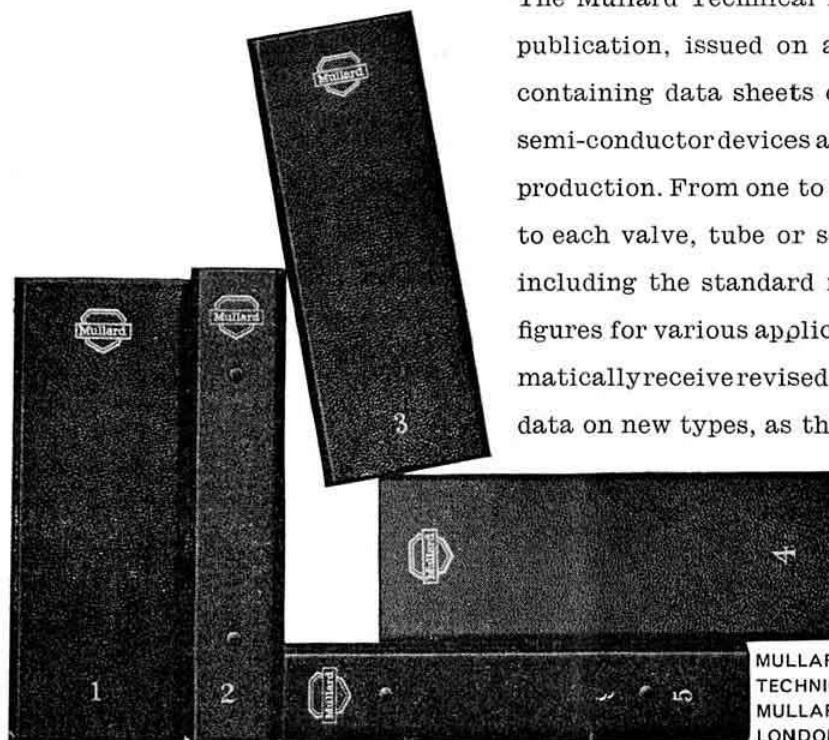 The Mullard Technical
publication, issued on a
containing data sheets
semi-conductor devices a
production. From one to
to each valve, tube or s
including the standard
figures for various applic
matically receive revised
data on new types, as th
Mullard
3
Mullard
1
Mullard
2
Mullard
4
Mullard
5
MULLAR
TECHNI
MULLAR
LONDON